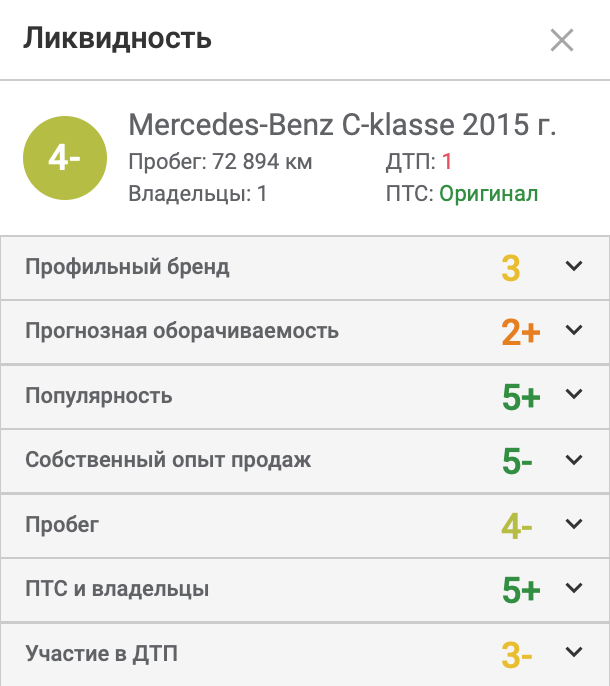 Ликвидность
4-
Mercedes-Benz C-klasse 2015 г.
Пробег: 72 894 км ДТП: 1
Владельцы: 1 ПТС: Оригинал
Профильный бренд 3
Прогнозная оборачиваемость 2+
Популярность 5+
Собственный опыт продаж 5-
Пробег 4-
ПТС и владельцы 5+
Участие в ДТП 3-